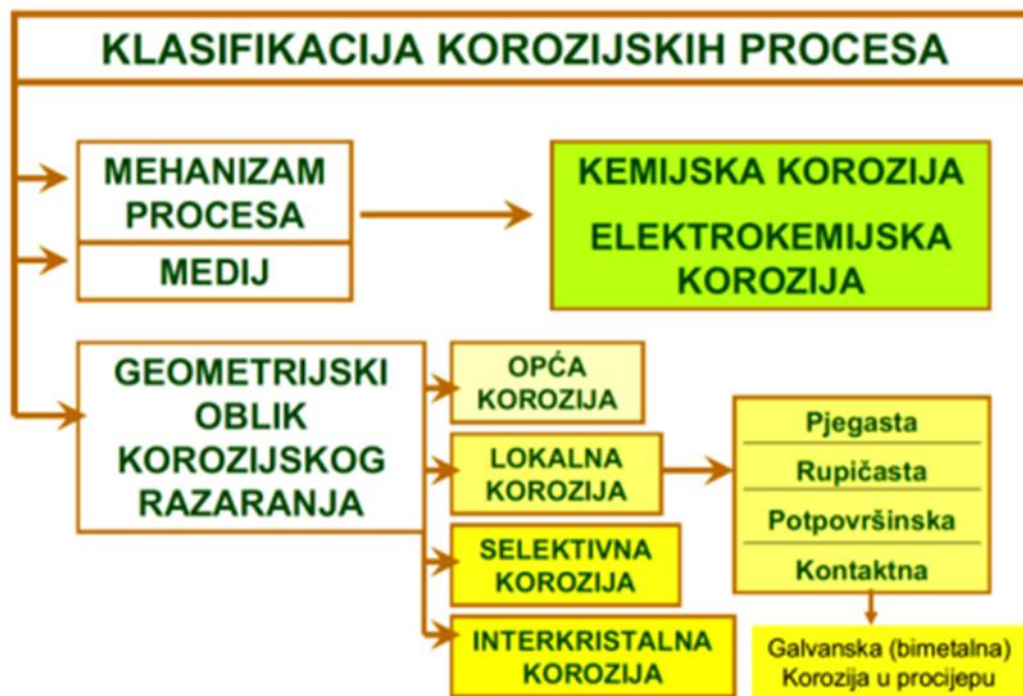 KLASIFIKACIJA KOROZIJSKIH PROCESA
MEHANIZAM
PROCESA
MEDIJ
KEMIJSKA KOROZIJA
ELEKTROKEMIJSKA
KOROZIJA
GEOMETRIJSKI
OBLIK
KOROZIJSKOG
RAZARANJA
OPĆA
KOROZIJA
LOKALNA
KOROZIJA
SELEKTIVNA
KOROZIJA
INTERKRISTALNA
KOROZIJA
Pjegasta
Rupičasta
Potpovršinska
Kontaktna
Galvanska (bimetalna)
Korozija u procijepu